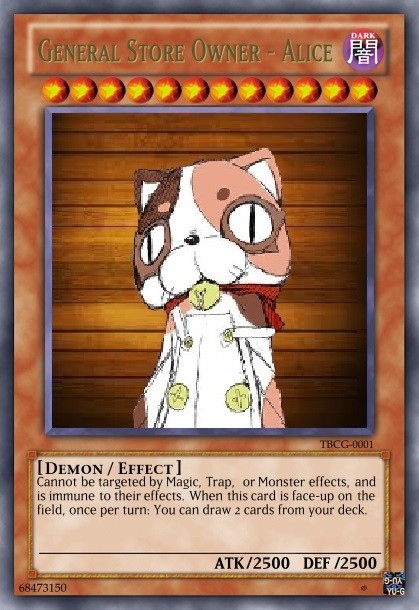 General Store Owner - Alice
DARK
闇
TBCG-0001
[Demon / Effect]
Cannot be targeted by Magic, Trap, or Monster effects, and
is immune to their effects. When this card is face-up on the
field, once per turn: You can draw 2 cards from your deck.
ATK/2500 DEF/2500
68473150